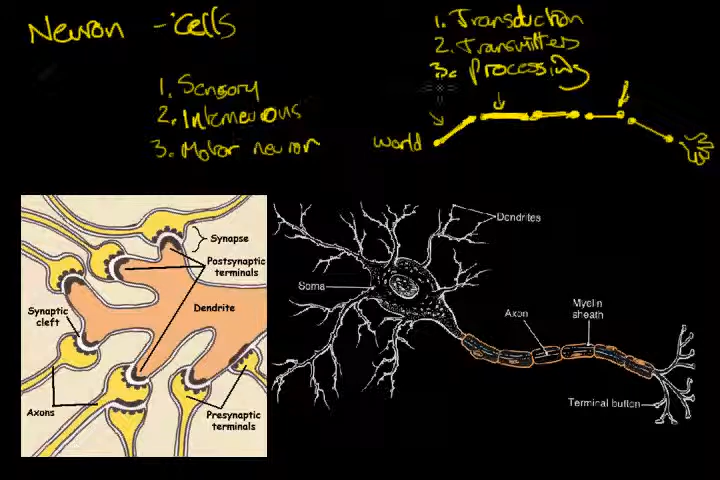 Neuron - Cells
1. Sensory
2. Interneurons
3. Motor neuron
1. Transduction
2. Transmitters
3. Processing
world
Synapse
Postsynaptic
terminals
Dendrite
Synaptic
cleft
Axons
Presynaptic
terminals
Dendrites
Soma
Axon
Myelin
sheath
Terminal button